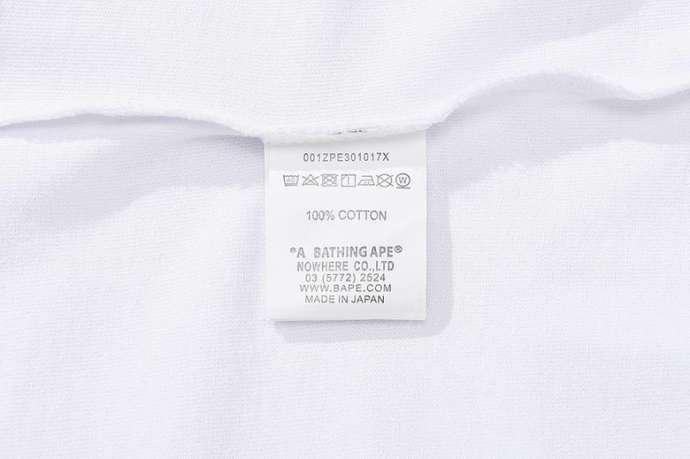 001ZPE301017X
100% COTTON
"A BATHING APE®
NOWHERE CO.,LTD
03 (5772) 2524
WWW.BAPE.COM
MADE IN JAPAN